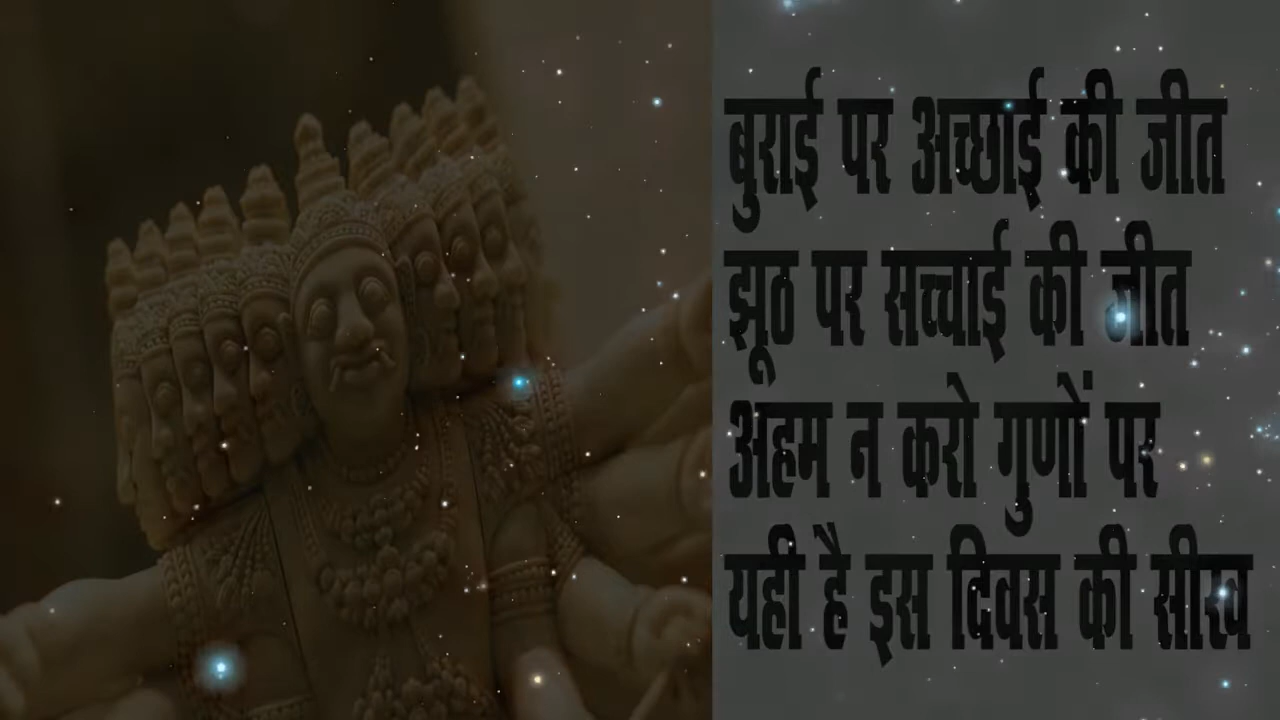 बुराई पर अच्छाई की जीत
झूठ पर सच्चाई की जीत
अहम न करो गुणों पर
यही है इस दिवस की सीख